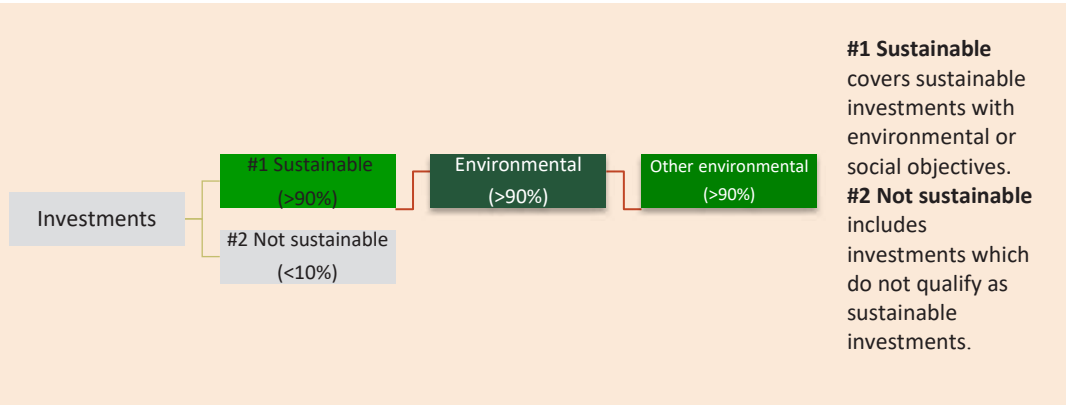 Investments
#1 Sustainable
(>90%)
#2 Not sustainable
(<10%)
Environmental
(>90%)
Other environmental
(>90%)
#1 Sustainable
covers sustainable
investments with
environmental or
social objectives.
#2 Not sustainable
includes
investments which
do not qualify as
sustainable
investments.